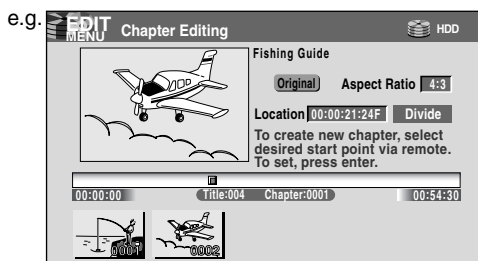 e.g.
EDIT
MENU
Chapter Editing
HDD
Fishing Guide
Original
Aspect Ratio 4:3
Location 00:00:21:24F Divide
To create new chapter, select
desired start point via remote.
To set, press enter.
00:00:00 Title:004 Chapter:0001 00:54:30
0001 0002